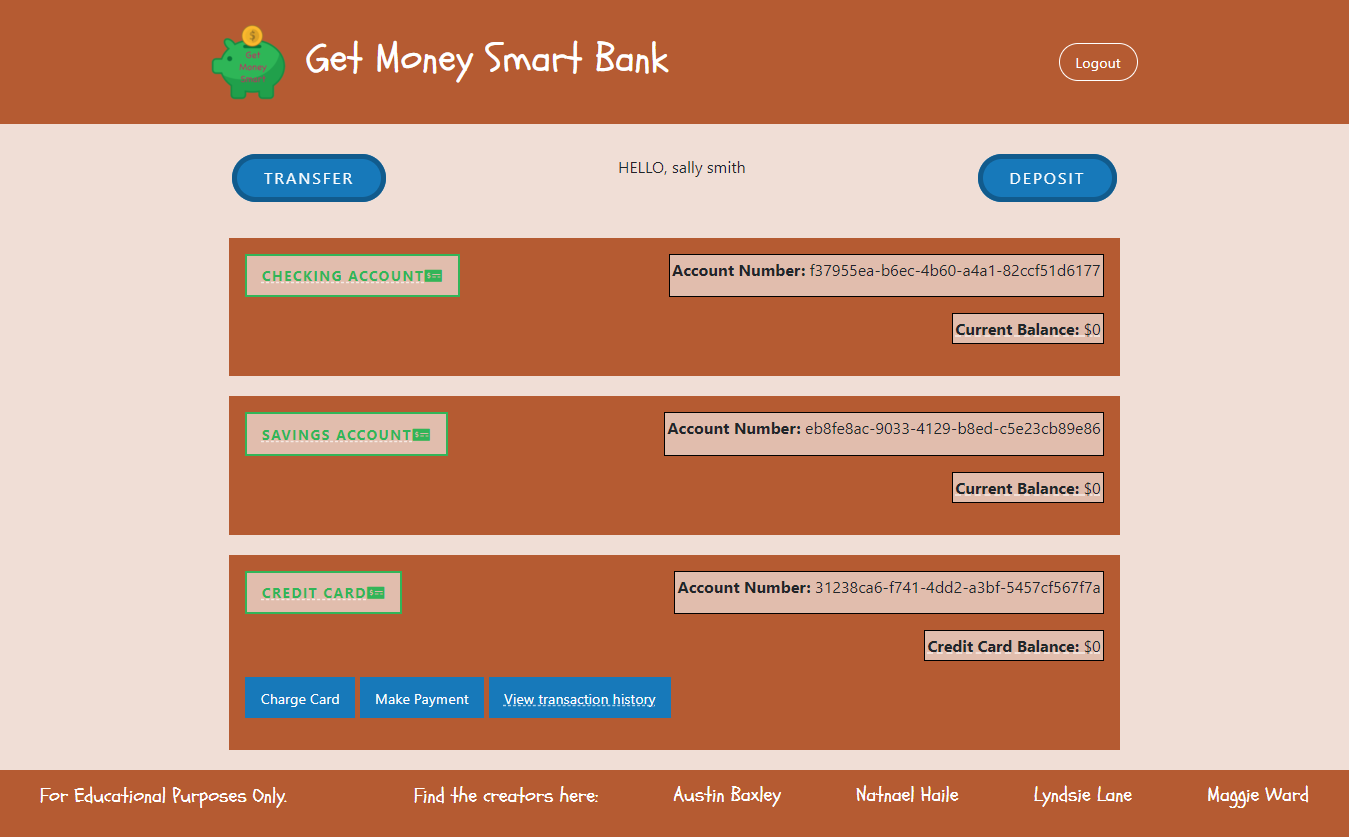 Get
Money
Smart
Get Money Smart Bank
Logout
TRANSFER
HELLO, sally smith
DEPOSIT
CHECKING ACCOUNT
Account Number: f37955ea-b6ec-4b60-a4a1-82ccf51d6177
Current Balance: $0
SAVINGS ACCOUNT
Account Number: eb8fe8ac-9033-4129-b8ed-c5e23cb89e86
Current Balance: $0
CREDIT CARD
Account Number: 31238ca6-f741-4dd2-a3bf-5457cf567f7a
Credit Card Balance: $0
Charge Card
Make Payment
View transaction history
For Educational Purposes Only.
Find the creators here:
Austin Baxley
Natnael Haile
Lyndsie Lane
Maggie Ward